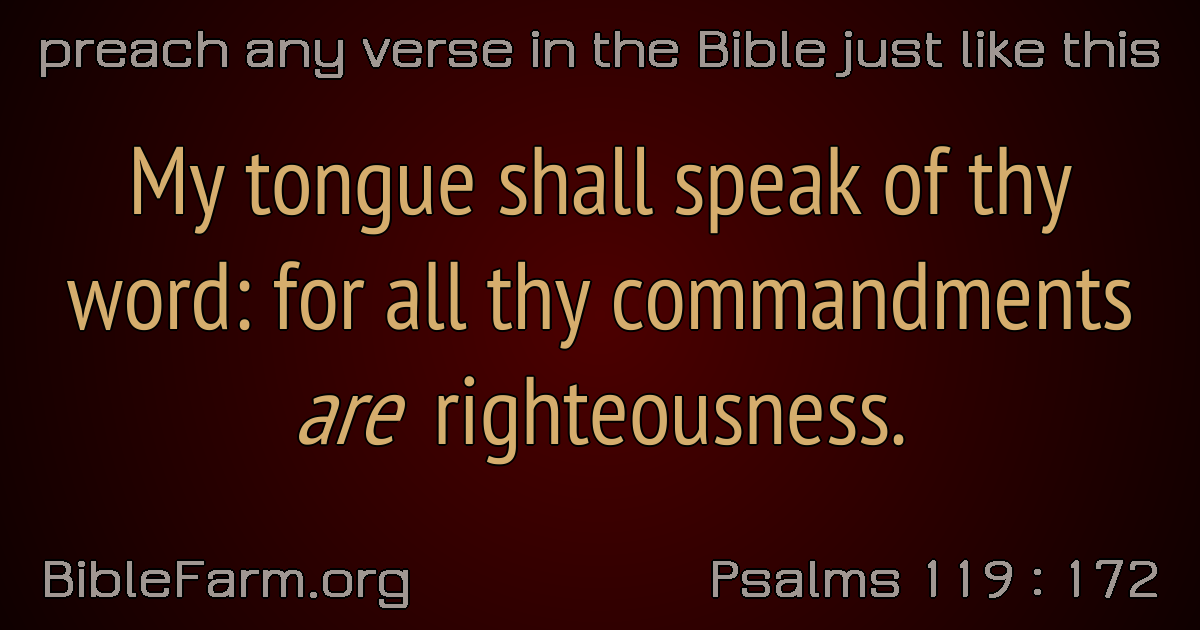 preach any verse in the Bible just like this
My tongue shall speak of thy
word: for all thy commandments
are righteousness.
BibleFarm.org
Psalms 119 : 172